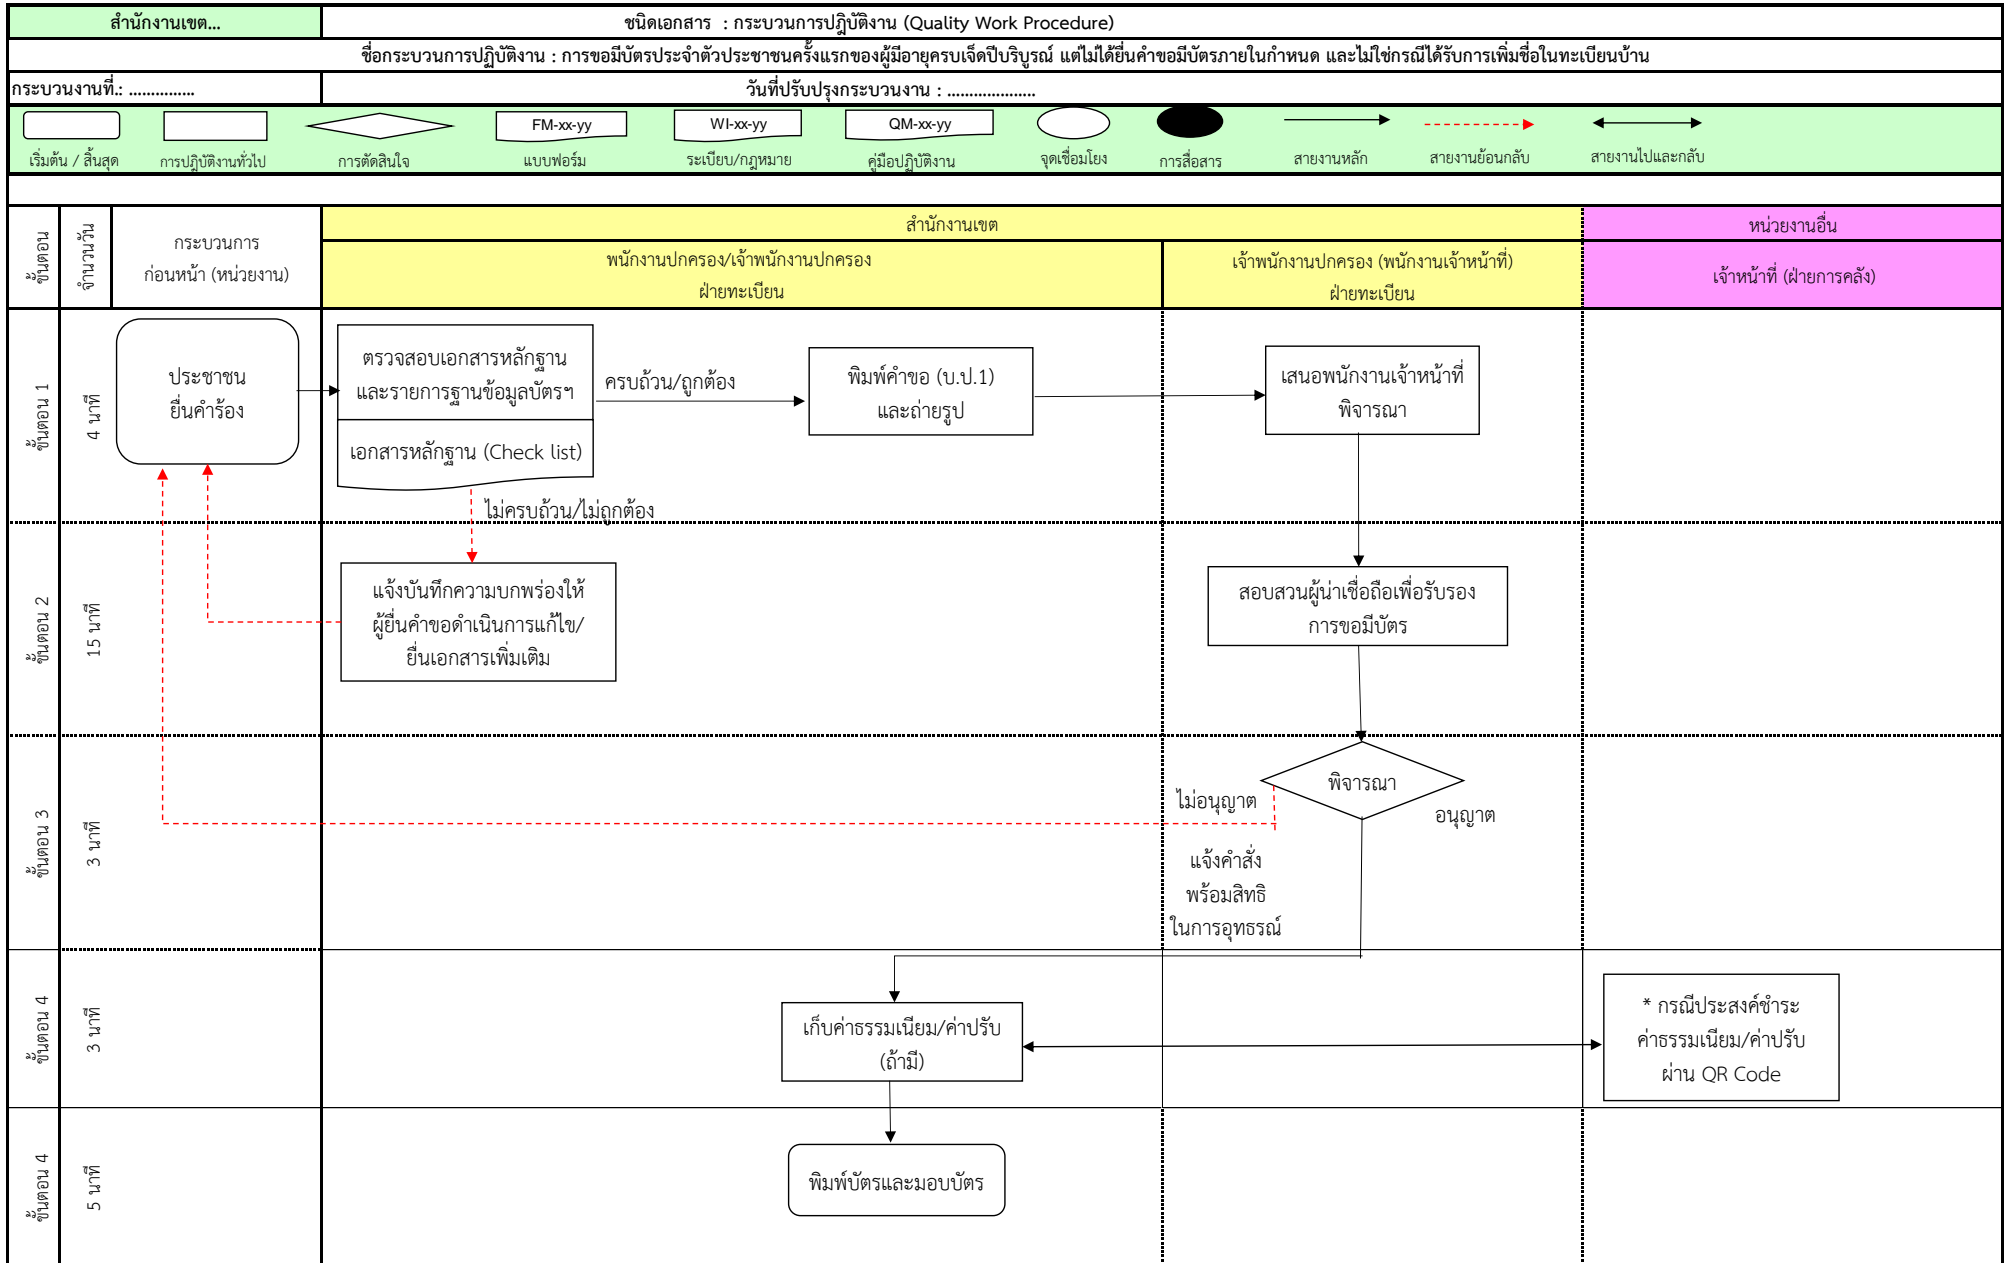 สำนักงานเขต...
ชนิดเอกสาร : กระบวนการปฏิบัติงาน (Quality Work Procedure)
ชื่อกระบวนการปฏิบัติงาน : การขอมีบัตรประจำตัวประชาชนครั้งแรกของผู้มีอายุครบเจ็ดปีบริบูรณ์ แต่ไม่ได้ยื่นคำขอมีบัตรภายในกำหนด และไม่ใช่กรณีได้รับการเพิ่มชื่อในทะเบียนบ้าน
กระบวนงานที่.: ...............
วันที่ปรับปรุงกระบวนงาน : ....................
FM-xx-yy
WI-xx-yy
QM-xx-yy
เริ่มต้น / สิ้นสุด
การปฏิบัติงานทั่วไป
การตัดสินใจ
แบบฟอร์ม
ระเบียบ/กฎหมาย
คู่มือปฏิบัติงาน
จุดเชื่อมโยง
การสื่อสาร
สายงานหลัก
สายงานย้อนกลับ
สายงานไปและกลับ
ขั้นตอน
จำนวนวัน
กระบวนการ
ก่อนหน้า (หน่วยงาน)
สำนักงานเขต
หน่วยงานอื่น
พนักงานปกครอง/เจ้าพนักงานปกครอง
ฝ่ายทะเบียน
เจ้าพนักงานปกครอง (พนักงานเจ้าหน้าที่)
ฝ่ายทะเบียน
เจ้าหน้าที่ (ฝ่ายการคลัง)
ขั้นตอน 1
4 นาที
ประชาชน
ยื่นคำร้อง
ตรวจสอบเอกสารหลักฐาน
และรายการฐานข้อมูลบัตรฯ
เอกสารหลักฐาน (Check list)
ครบถ้วน/ถูกต้อง
พิมพ์คำขอ (บ.ป.1)
และถ่ายรูป
เสนอพนักงานเจ้าหน้าที่
พิจารณา
ไม่ครบถ้วน/ไม่ถูกต้อง
ขั้นตอน 2
15 นาที
แจ้งบันทึกความบกพร่องให้
ผู้ยื่นคำขอดำเนินการแก้ไข/
ยื่นเอกสารเพิ่มเติม
สอบสวนผู้น่าเชื่อถือเพื่อรับรอง
การขอมีบัตร
ขั้นตอน 3
3 นาที
พิจารณา
ไม่อนุญาต
อนุญาต
แจ้งคำสั่ง
พร้อมสิทธิ
ในการอุทธรณ์
ขั้นตอน 4
3 นาที
เก็บค่าธรรมเนียม/ค่าปรับ
(ถ้ามี)
* กรณีประสงค์ชำระ
ค่าธรรมเนียม/ค่าปรับ
ผ่าน QR Code
ขั้นตอน 4
5 นาที
พิมพ์บัตรและมอบบัตร